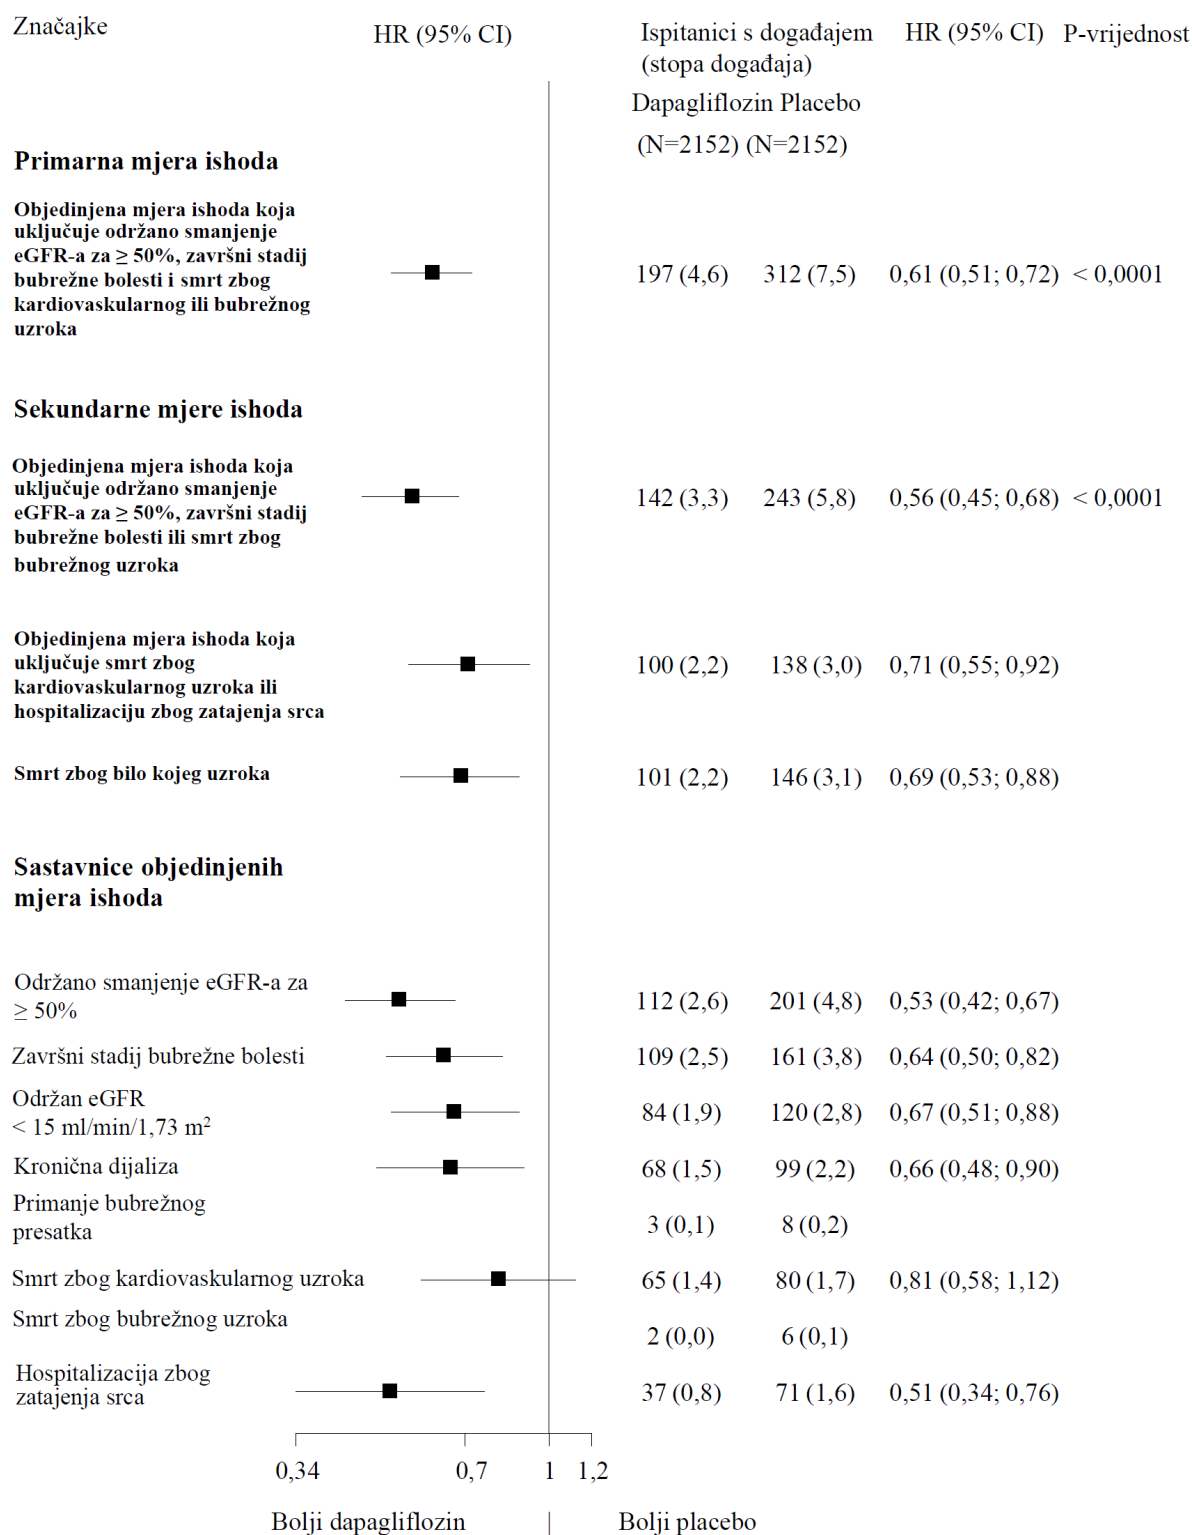 Značajke
HR (95% CI)
Ispitanici s događajem
(stopa događaja)
HR (95% CI)
P-vrijednost
Dapagliflozin Placebo
(N=2152) (N=2152)
Primarna mjera ishoda
Objedinjena mjera ishoda koja
uključuje održano smanjenje
eGFR-a za ≥ 50%, završni stadij
bubrežne bolesti i smrt zbog
kardiovaskularnog ili bubrežnog
uzroka
197 (4,6) 312 (7,5) 0,61 (0,51; 0,72) < 0,0001
Sekundarne mjere ishoda
Objedinjena mjera ishoda koja
uključuje održano smanjenje
eGFR-a za ≥ 50%, završni stadij
bubrežne bolesti ili smrt zbog
bubrežnog uzroka
142 (3,3) 243 (5,8) 0,56 (0,45; 0,68) < 0,0001
Objedinjena mjera ishoda koja
uključuje smrt zbog
kardiovaskularnog uzroka ili
hospitalizaciju zbog zatajenja srca
100 (2,2) 138 (3,0) 0,71 (0,55; 0,92)
Smrt zbog bilo kojeg uzroka
101 (2,2) 146 (3,1) 0,69 (0,53; 0,88)
Sastavnice objedinjenih
mjera ishoda
Održano smanjenje eGFR-a za
≥ 50%
112 (2,6) 201 (4,8) 0,53 (0,42; 0,67)
Završni stadij bubrežne bolesti
109 (2,5) 161 (3,8) 0,64 (0,50; 0,82)
Održan eGFR
< 15 ml/min/1,73 m²
84 (1,9) 120 (2,8) 0,67 (0,51; 0,88)
Kronična dijaliza
68 (1,5) 99 (2,2) 0,66 (0,48; 0,90)
Primanje bubrežnog
presatka
3 (0,1) 8 (0,2)
Smrt zbog kardiovaskularnog uzroka
65 (1,4) 80 (1,7) 0,81 (0,58; 1,12)
Smrt zbog bubrežnog uzroka
2 (0,0) 6 (0,1)
Hospitalizacija zbog
zatajenja srca
37 (0,8) 71 (1,6) 0,51 (0,34; 0,76)
0,34 0,7 1 1,2
Bolji dapagliflozin | Bolji placebo